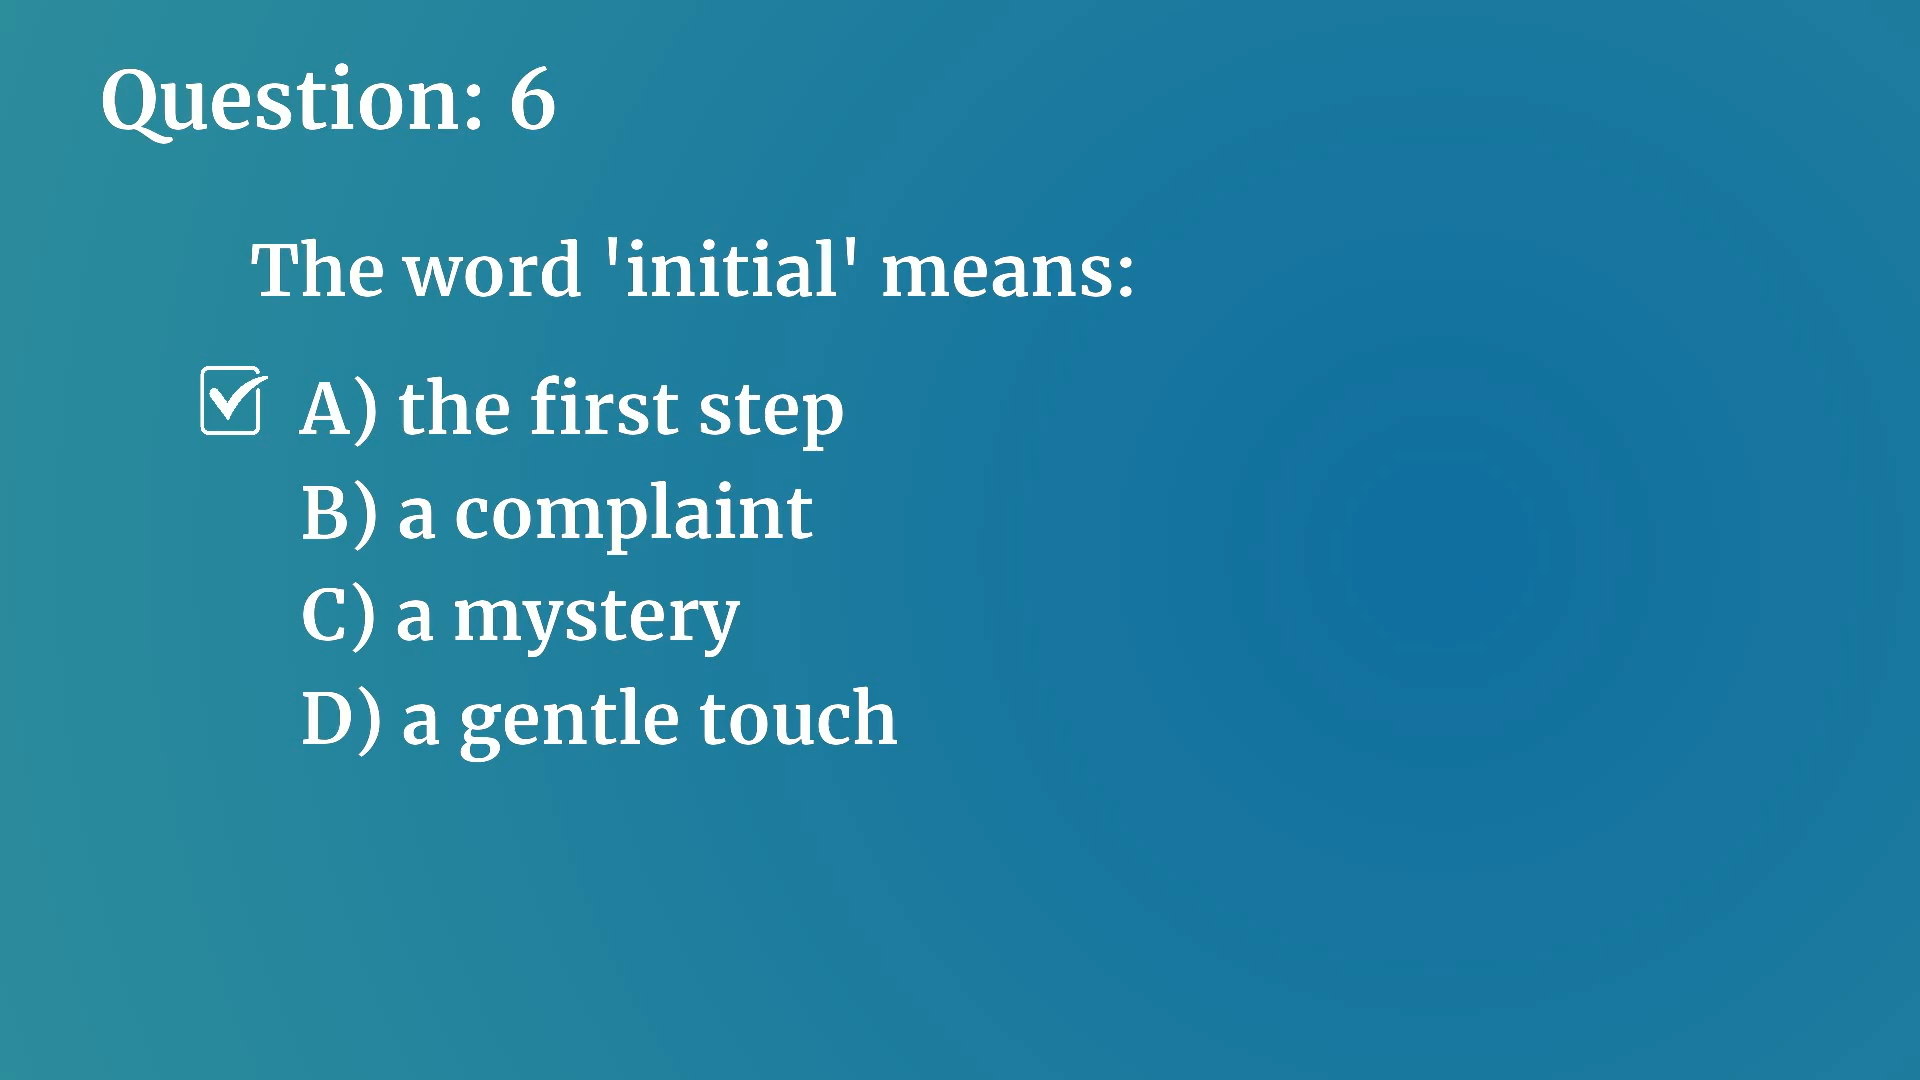 Question: 6
The word 'initial' means:
A) the first step
B) a complaint
C) a mystery
D) a gentle touch